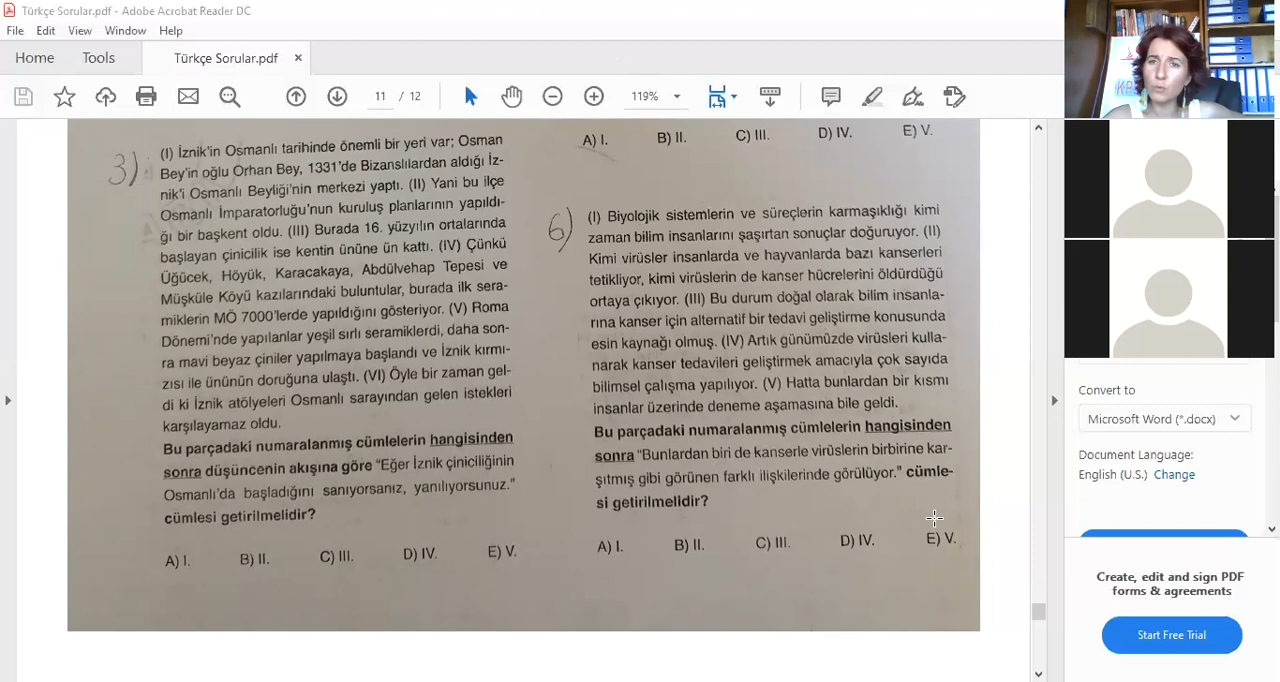 Türkçe Sorular.pdf - Adobe Acrobat Reader DC
File Edit View Window Help
Home Tools Türkçe Sorular.pdf ×
11 / 12 119%
3)
(I) İznik'in Osmanlı tarihinde önemli bir yeri var; Osman
Bey'in oğlu Orhan Bey, 1331'de Bizanslılardan aldığı İz-
nik'i Osmanlı Beyliği'nin merkezi yaptı. (II) Yani bu ilçe
Osmanlı İmparatorluğu'nun kuruluş planlarının yapıldı-
ğı bir başkent oldu. (III) Burada 16. yüzyılın ortalarında
başlayan çinicilik ise kentin ününe ün kattı. (IV) Çünkü
Üğücek, Höyük, Karacakaya, Abdülvehap Tepesi ve
Müşküle Köyü kazılarındaki buluntular, burada ilk sera-
miklerin MÖ 7000'lerde yapıldığını gösteriyor. (V) Roma
Dönemi'nde yapılanlar yeşil sırlı seramiklerdi, daha son-
ra mavi beyaz çiniler yapılmaya başlandı ve İznik kırmı-
zısı ile ününün doruğuna ulaştı. (VI) Öyle bir zaman gel-
di ki İznik atölyeleri Osmanlı sarayından gelen istekleri
karşılayamaz oldu.
Bu parçadaki numaralanmış cümlelerin hangisinden
sonra düşüncenin akışına göre "Eğer İznik çiniciliğinin
Osmanlı'da başladığını sanıyorsanız, yanılıyorsunuz."
cümlesi getirilmelidir?
A) I. B) II. C) III. D) IV. E) V.
A) I. B) II. C) III. D) IV. E) V.
6)
(I) Biyolojik sistemlerin ve süreçlerin karmaşıklığı kimi
zaman bilim insanlarını şaşırtan sonuçlar doğuruyor. (II)
Kimi virüsler insanlarda ve hayvanlarda bazı kanserleri
tetikliyor, kimi virüslerin de kanser hücrelerini öldürdüğü
ortaya çıkıyor. (III) Bu durum doğal olarak bilim insanla-
rına kanser için alternatif bir tedavi geliştirme konusunda
esin kaynağı olmuş. (IV) Artık günümüzde virüsleri kulla-
narak kanser tedavileri geliştirmek amacıyla çok sayıda
bilimsel çalışma yapılıyor. (V) Hatta bunlardan bir kısmı
insanlar üzerinde deneme aşamasına bile geldi.
Bu parçadaki numaralanmış cümlelerin hangisinden
sonra "Bunlardan biri de kanserle virüslerin birbirine kar-
şıtmış gibi görünen farklı ilişkilerinde görülüyor." cümle-
si getirilmelidir?
A) I. B) II. C) III. D) IV. E) V.
Convert to
Microsoft Word (*.docx)
Document Language:
English (U.S.) Change
Create, edit and sign PDF
forms & agreements
Start Free Trial